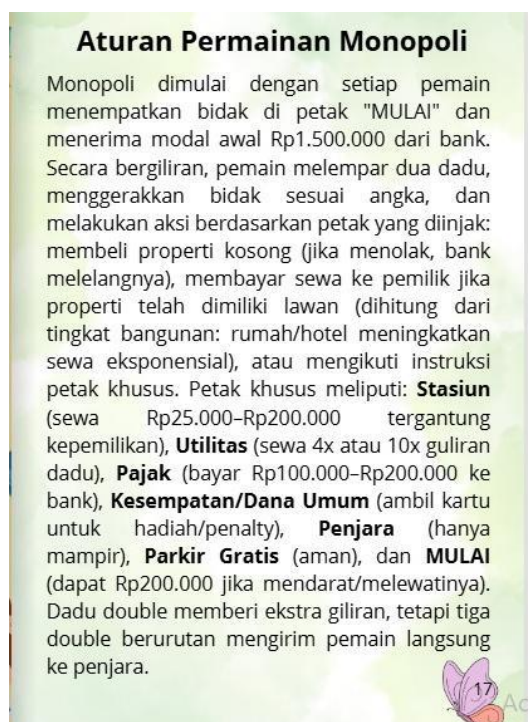 Aturan Permainan Monopoli
Monopoli dimulai dengan setiap pemain
menempatkan bidak di petak "MULAI" dan
menerima modal awal Rp1.500.000 dari bank.
Secara bergiliran, pemain melempar dua dadu,
menggerakkan bidak sesuai angka, dan
melakukan aksi berdasarkan petak yang diinjak:
membeli properti kosong (jika menolak, bank
melelangnya), membayar sewa ke pemilik jika
properti telah dimiliki lawan (dihitung dari
tingkat bangunan: rumah/hotel meningkatkan
sewa eksponensial), atau mengikuti instruksi
petak khusus. Petak khusus meliputi: Stasiun
(sewa Rp25.000–Rp200.000 tergantung
kepemilikan), Utilitas (sewa 4x atau 10x guliran
dadu), Pajak (bayar Rp100.000–Rp200.000 ke
bank), Kesempatan/Dana Umum (ambil kartu
untuk hadiah/penalty), Penjara (hanya
mampir), Parkir Gratis (aman), dan MULAI
(dapat Rp200.000 jika mendarat/melewatinya).
Dadu double memberi ekstra giliran, tetapi tiga
double berurutan mengirim pemain langsung
ke penjara.
17